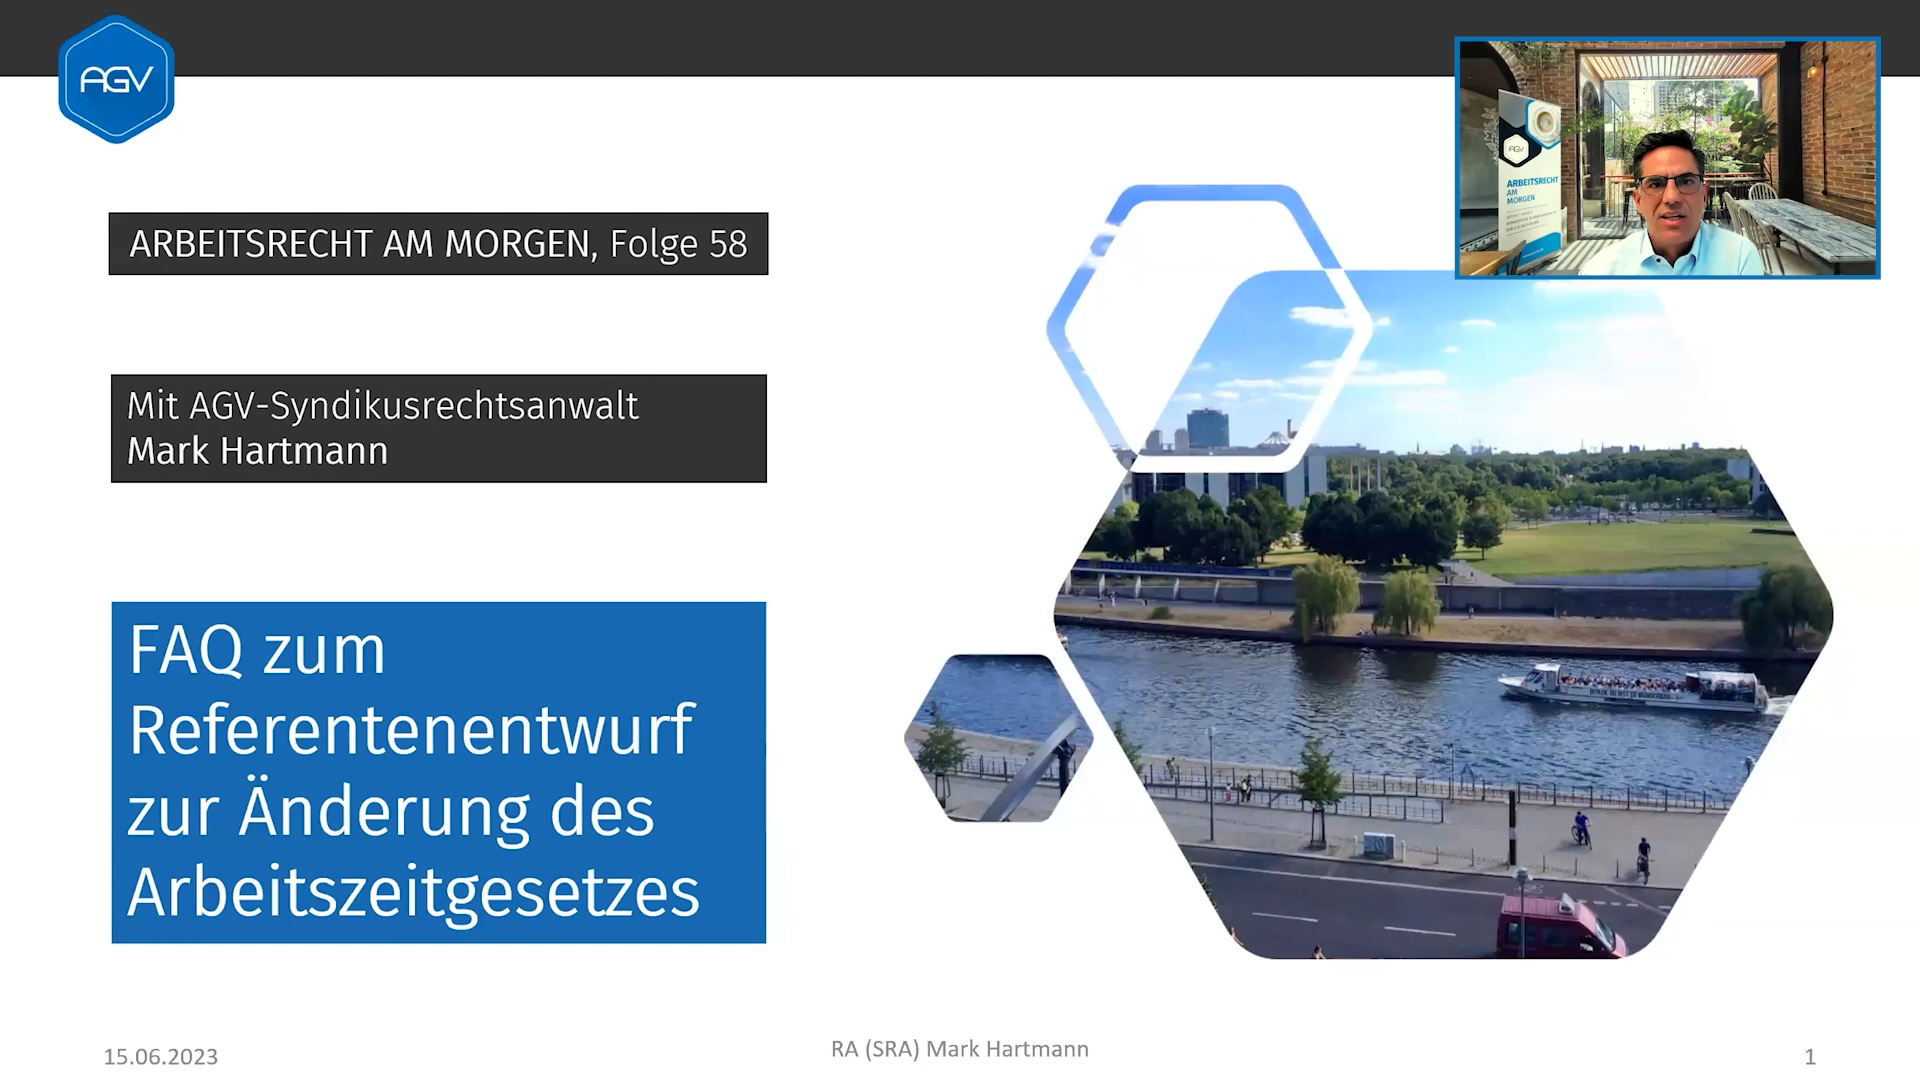 AGV
ARBEITSRECHT AM MORGEN, Folge 58
Mit AGV-Syndikusrechtsanwalt
Mark Hartmann
FAQ zum
Referentenentwurf
zur Änderung des
Arbeitszeitgesetzes
AGV
ARBEITSRECHT
AM
MORGEN
15.06.2023
RA (SRA) Mark Hartmann
1